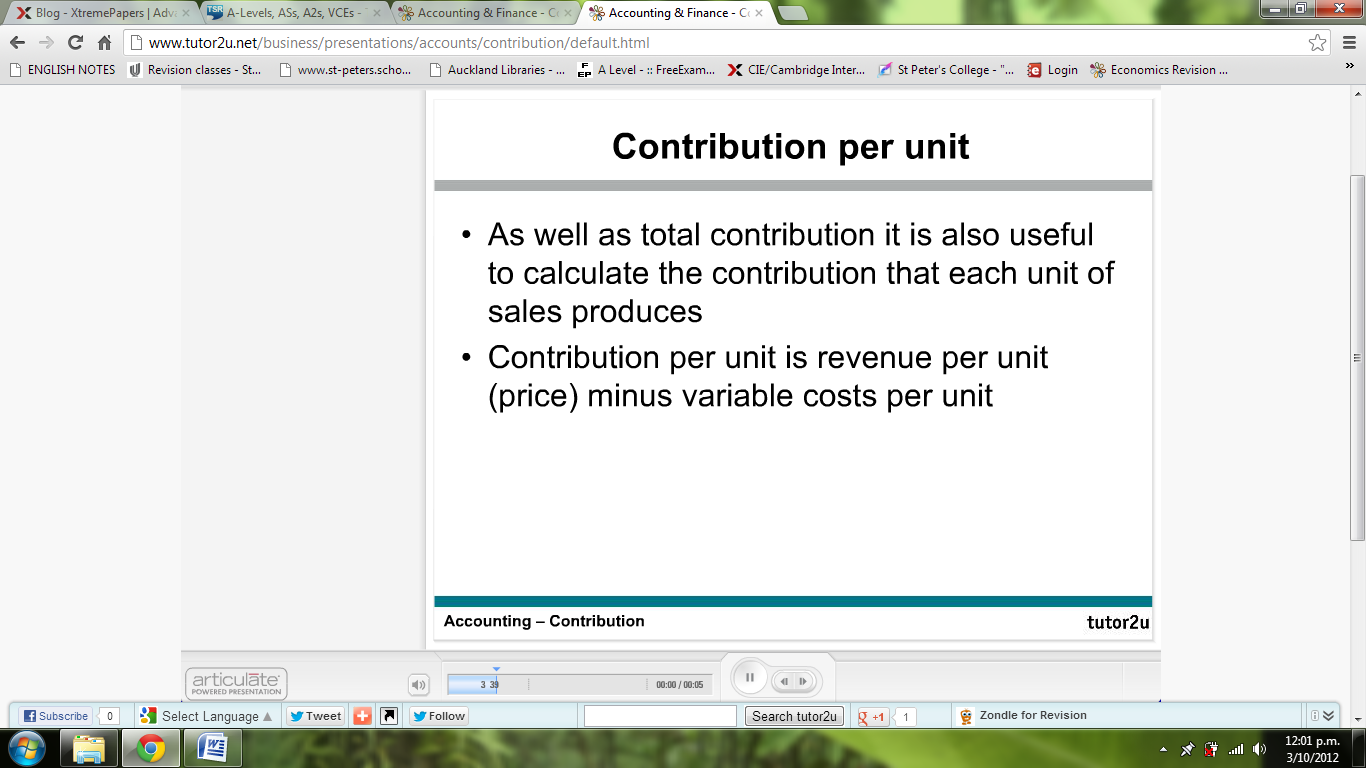 Blog - XtremePapers | Adva
A-Levels, ASs, A2s, VCEs -
Accounting & Finance - Co
Accounting & Finance - Co
www.tutor2u.net/business/presentations/accounts/contribution/default.html
ENGLISH NOTES
Revision classes - St...
www.st-peters.scho...
Auckland Libraries - ...
A Level - :: FreeExam...
CIE/Cambridge Inter...
St Peter's College - "...
Login
Economics Revision ...
Contribution per unit
• As well as total contribution it is also useful
to calculate the contribution that each unit of
sales produces
• Contribution per unit is revenue per unit
(price) minus variable costs per unit
Accounting – Contribution
tutor2u
articulate
POWERED PRESENTATION
00:00 / 00:05
Subscribe
0
Select Language
Tweet
Follow
Search tutor2u
+1
1
Zondle for Revision
12:01 p.m.
3/10/2012